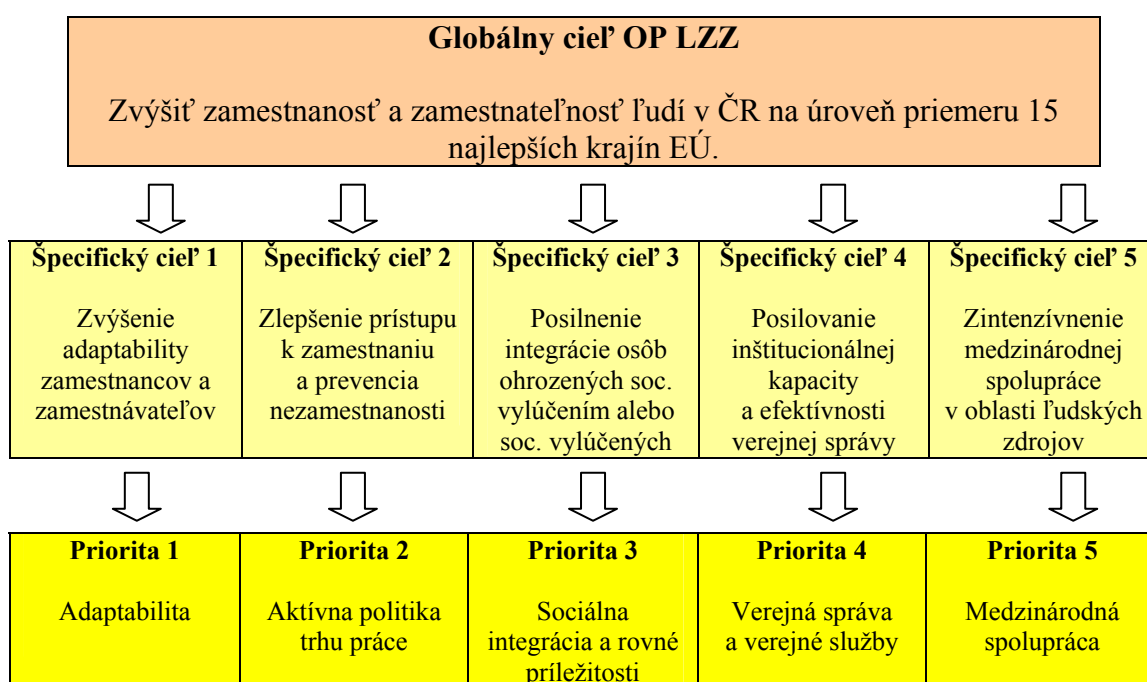 Globálny cieľ OP LZZ
Zvýšiť zamestnanosť a zamestnateľnosť ľudí v ČR na úroveň priemeru 15
najlepších krajín EÚ.
Špecifický cieľ 1
Zvýšenie
adaptability
zamestnancov a
zamestnávateľov
Špecifický cieľ 2
Zlepšenie prístupu
k zamestnaniu
a prevencia
nezamestnanosti
Špecifický cieľ 3
Posilnenie
integrácie osôb
ohrozených soc.
vylúčením alebo
soc. vylúčených
Špecifický cieľ 4
Posilovanie
inštitucionálnej
kapacity
a efektívnosti
verejnej správy
Špecifický cieľ 5
Zintenzívnenie
medzinárodnej
spolupráce
v oblasti ľudských
zdrojov
Priorita 1
Adaptabilita
Priorita 2
Aktívna politika
trhu práce
Priorita 3
Sociálna
integrácia a rovné
príležitosti
Priorita 4
Verejná správa
a verejné služby
Priorita 5
Medzinárodná
spolupráca